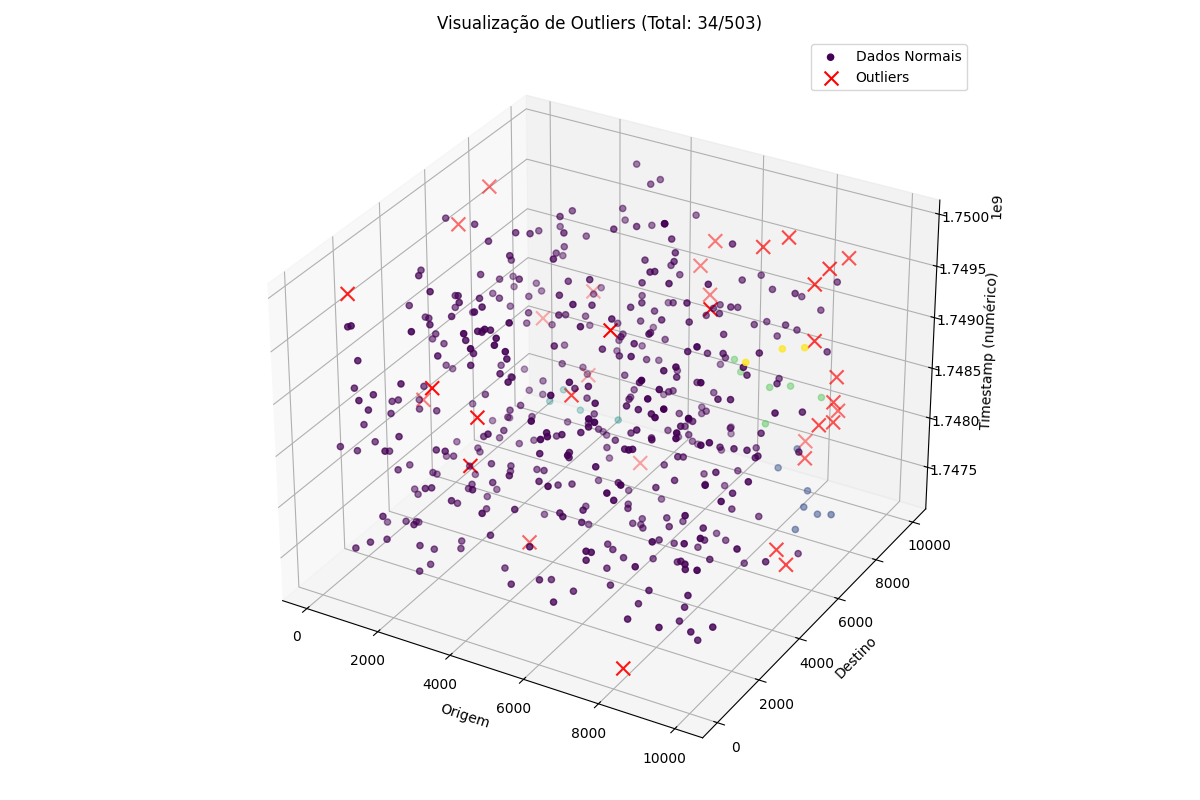 Visualização de Outliers (Total: 34/503)
Dados Normais
Outliers
1e9
1.7500
1.7495
1.7490
1.7485
1.7480
1.7475
Timestamp (numérico)
10000
8000
6000
4000
2000
0
Destino
0
2000
4000
6000
8000
10000
Origem